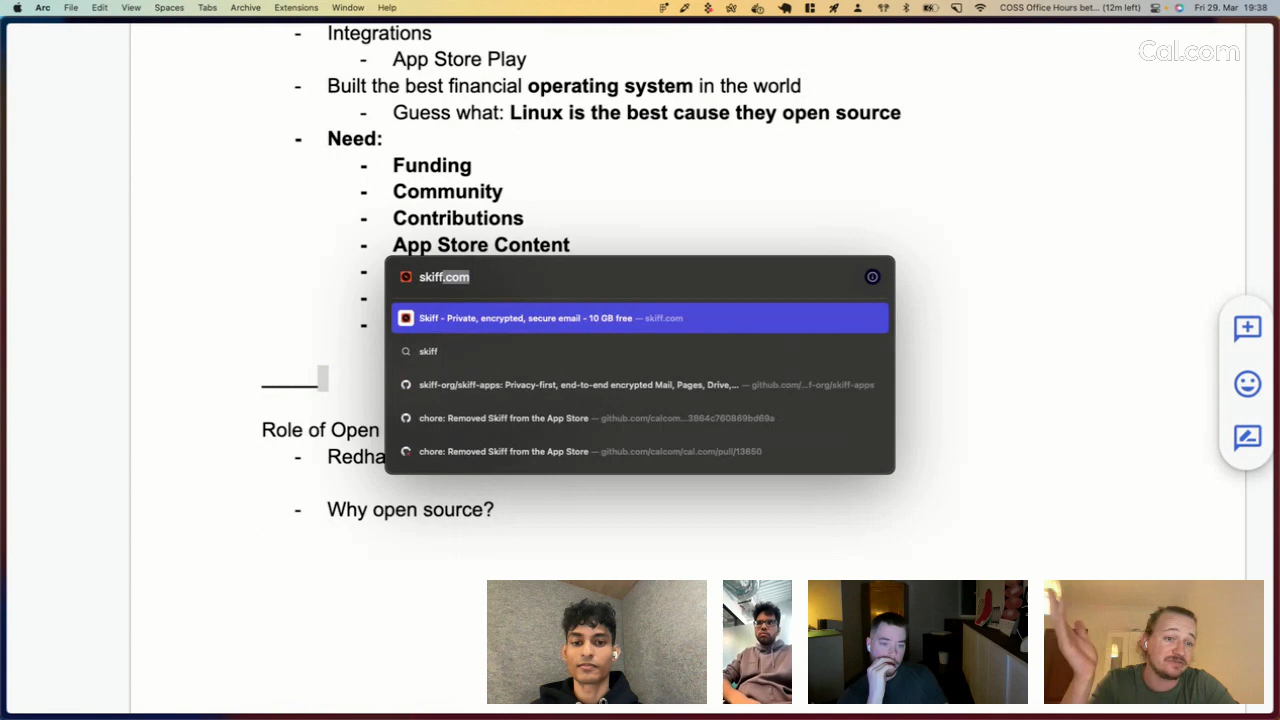 Arc File Edit View Spaces Tabs Archive Extensions Window Help COSS Office Hours bet... (12m left) Fri 29. Mar 19:38
Cal.com
- Integrations
- App Store Play
- Built the best financial operating system in the world
- Guess what: Linux is the best cause they open source
- Need:
- Funding
- Community
- Contributions
- App Store Content
-
-
-
skiff.com
Skiff - Private, encrypted, secure email - 10 GB free — skiff.com
skiff
skiff-org/skiff-apps: Privacy-first, end-to-end encrypted Mail, Pages, Drive,... — github.com/...f-org/skiff-apps
chore: Removed Skiff from the App Store — github.com/calcom...3864c760869bd69a
chore: Removed Skiff from the App Store — github.com/calcom/cal.com/pull/13650
_____
Role of Open
- Redha
- Why open source?